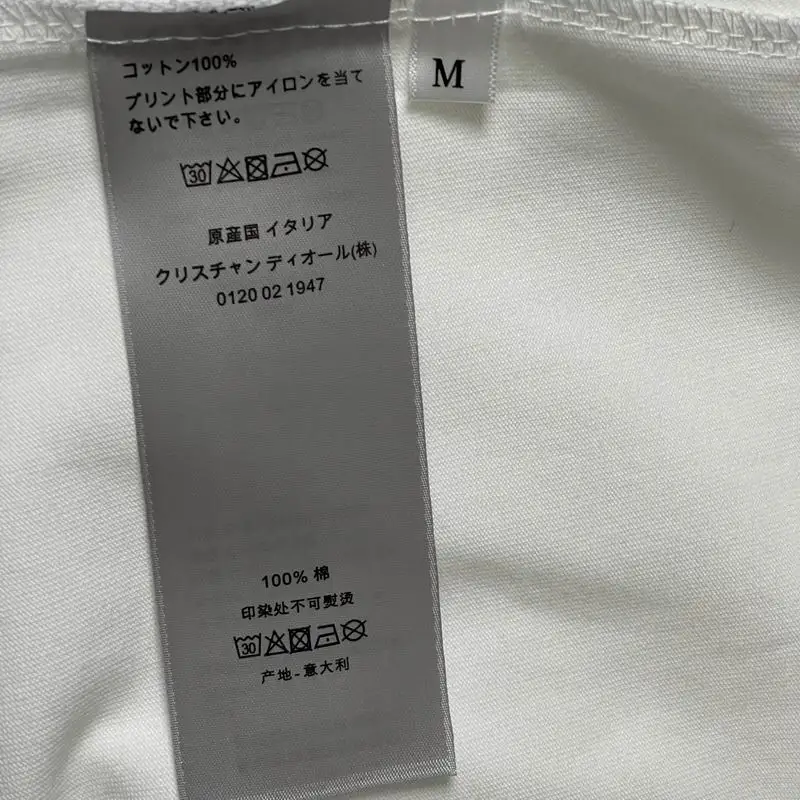 コットン100%
プリント部分にアイロンを当て
ないで下さい。
30
原産国 イタリア
クリスチャン ディオール(株)
0120 02 1947
100% 棉
印染处不可熨烫
30
产地-意大利
M